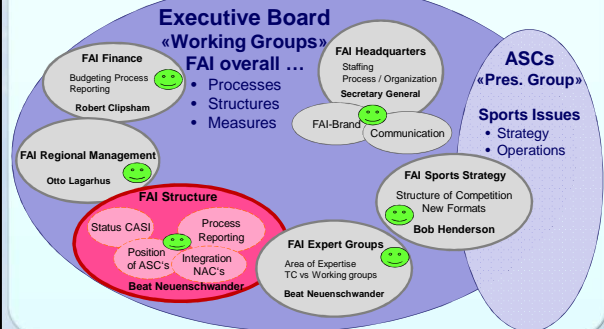 Executive Board
«Working Groups»
FAI overall …
• Processes
• Structures
• Measures
FAI Finance
Budgeting Process
Reporting
Robert Clipsham
FAI Headquarters
Staffing
Process / Organization
Secretary General
FAI-Brand
Communication
ASCs
«Pres. Group»
Sports Issues
• Strategy
• Operations
FAI Regional Management
Otto Lagarhus
FAI Sports Strategy
Structure of Competition
New Formats
Bob Henderson
FAI Structure
Status CASI
Process
Reporting
Position
of ASC's
Integration
NAC's
Beat Neuenschwander
FAI Expert Groups
Area of Expertise
TC vs Working groups
Beat Neuenschwander